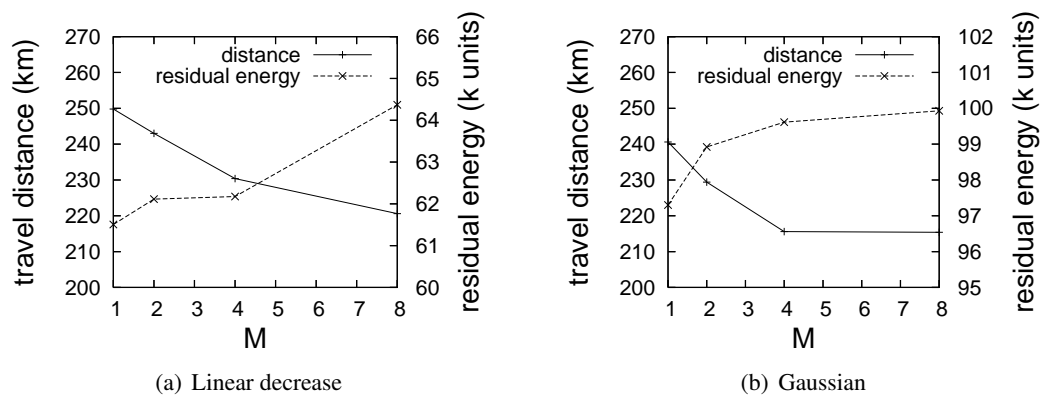 270
260
250
240
230
220
210
200
travel distance (km)
66
65
64
63
62
61
60
residual energy (k units)
distance
residual energy
1 2 3 4 5 6 7 8
M
(a) Linear decrease
270
260
250
240
230
220
210
200
travel distance (km)
102
101
100
99
98
97
96
95
residual energy (k units)
distance
residual energy
1 2 3 4 5 6 7 8
M
(b) Gaussian